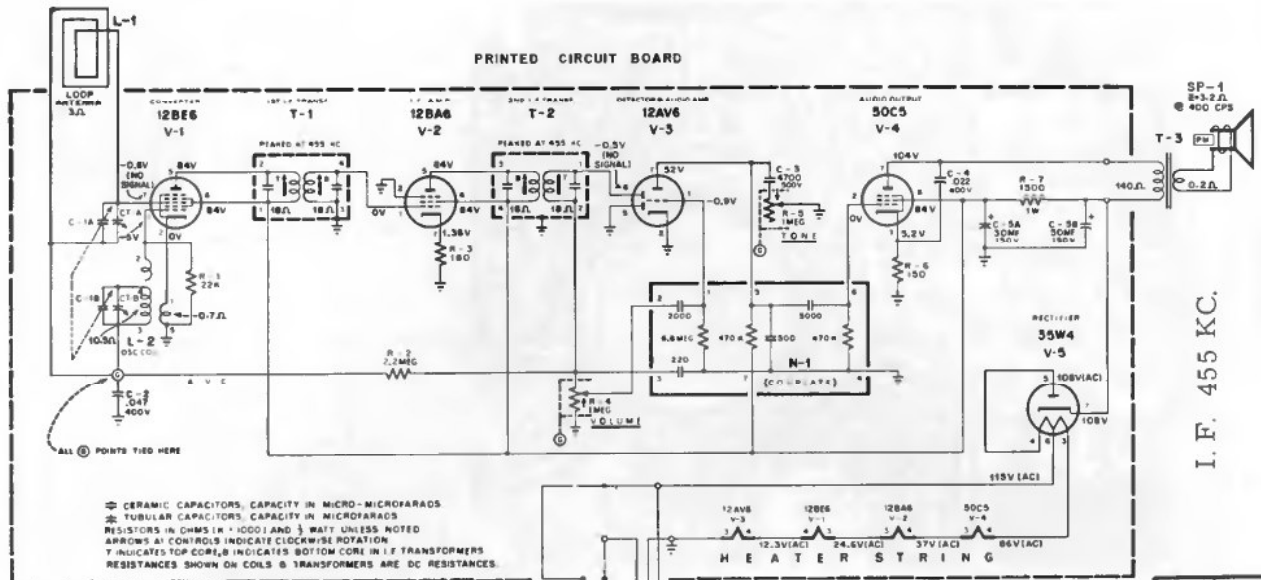 L-1
LOOP
ANTENNA
3Ω
PRINTED CIRCUIT BOARD
CONVERTER
12BE6
V-1
1ST I.F. TRANSF.
T-1
PEAKED AT 455 KC
I.F. AMP.
12BA6
V-2
2ND I.F. TRANSF.
T-2
PEAKED AT 455 KC
DETECTOR & AUDIO AMP
12AV6
V-3
AUDIO OUTPUT
50C5
V-4
SP-1
3.2Ω
@ 400 CPS
PM
T-3
140Ω
0.2Ω
-0.8V
(NO
SIGNAL)
84V
84V
0V
C-1A
CT-A
R-1
22K
C-1B
CT-B
10.5Ω
L-2
OSC COIL
0.7Ω
18Ω
18Ω
0V
84V
84V
1.36V
R-3
180
18Ω
18Ω
-0.5V
(NO
SIGNAL)
52V
-0.9V
4700
500V
R-5
1MEG
TONE
104V
84V
5.2V
R-6
150
C-4
.022
400V
R-7
1500
1W
C-5A
30MF
150V
C-5B
50MF
150V
2000
6.8MEG
220
470K
500
5000
470K
N-1
(COUPLATE)
R-2
2.2MEG
A V C
R-4
1MEG
VOLUME
C-2
.047
400V
ALL G POINTS TIED HERE
RECTIFIER
35W4
V-5
108V(AC)
108V
115V(AC)
I.F. 455 KC.
CERAMIC CAPACITORS, CAPACITY IN MICRO-MICROFARADS
TUBULAR CAPACITORS, CAPACITY IN MICROFARADS
RESISTORS IN OHMS (K = 1000) AND ½ WATT UNLESS NOTED
ARROWS AT CONTROLS INDICATE CLOCKWISE ROTATION
T INDICATES TOP CORE, B INDICATES BOTTOM CORE IN I.F. TRANSFORMERS
RESISTANCES SHOWN ON COILS & TRANSFORMERS ARE DC RESISTANCES.
12AV6
V-3
12BE6
V-1
12BA6
V-2
50C5
V-4
12.3V(AC)
24.6V(AC)
37V(AC)
86V(AC)
HEATER STRING